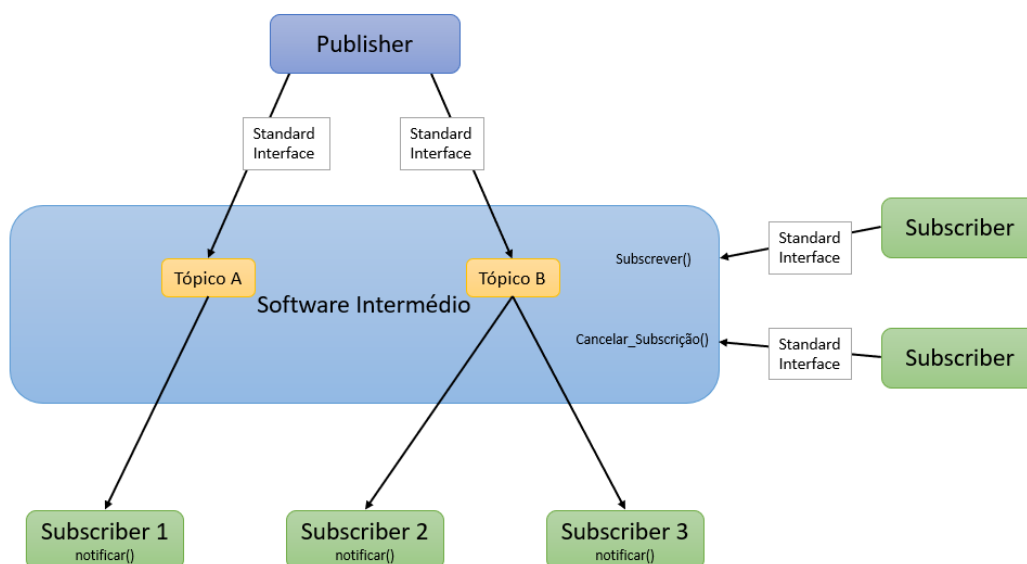 Publisher
Standard
Interface
Standard
Interface
Subscriber
Standard
Interface
Subscrever()
Tópico A
Tópico B
Software Intermédio
Cancelar_Subscrição()
Standard
Interface
Subscriber
Subscriber 1
notificar()
Subscriber 2
notificar()
Subscriber 3
notificar()